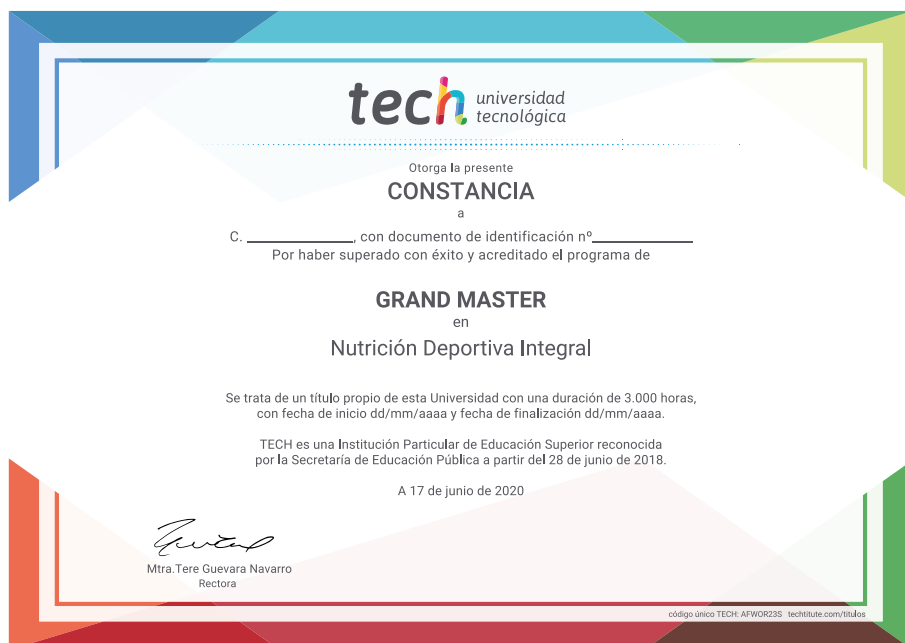 tech universidad
tecnológica
Otorga la presente
CONSTANCIA
a
C. ____________, con documento de identificación nº____________
Por haber superado con éxito y acreditado el programa de
GRAND MASTER
en
Nutrición Deportiva Integral
Se trata de un título propio de esta Universidad con una duración de 3.000 horas,
con fecha de inicio dd/mm/aaaa y fecha de finalización dd/mm/aaaa.
TECH es una Institución Particular de Educación Superior reconocida
por la Secretaría de Educación Pública a partir del 28 de junio de 2018.
A 17 de junio de 2020
Mtra.Tere Guevara Navarro
Rectora
código único TECH: AFWOR23S techtitute.com/titulos